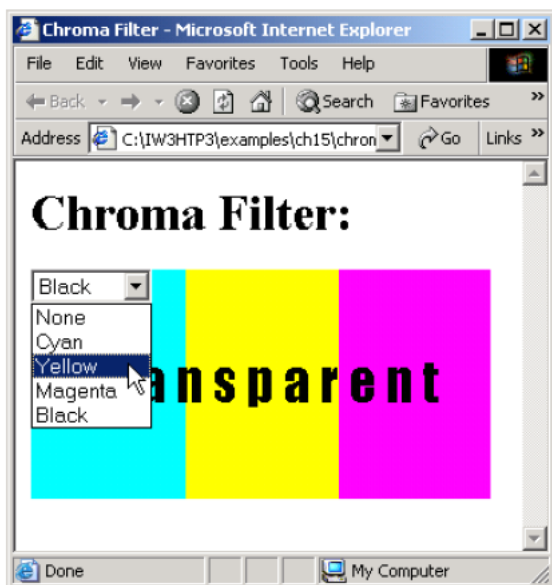 Chroma Filter - Microsoft Internet Explorer
File Edit View Favorites Tools Help
Back Search Favorites »
Address C:\IW3HTP3\examples\ch15\chron Go Links »
Chroma Filter:
Black
None
Cyan
Yellow
Magenta
Black
ansparent
Done My Computer